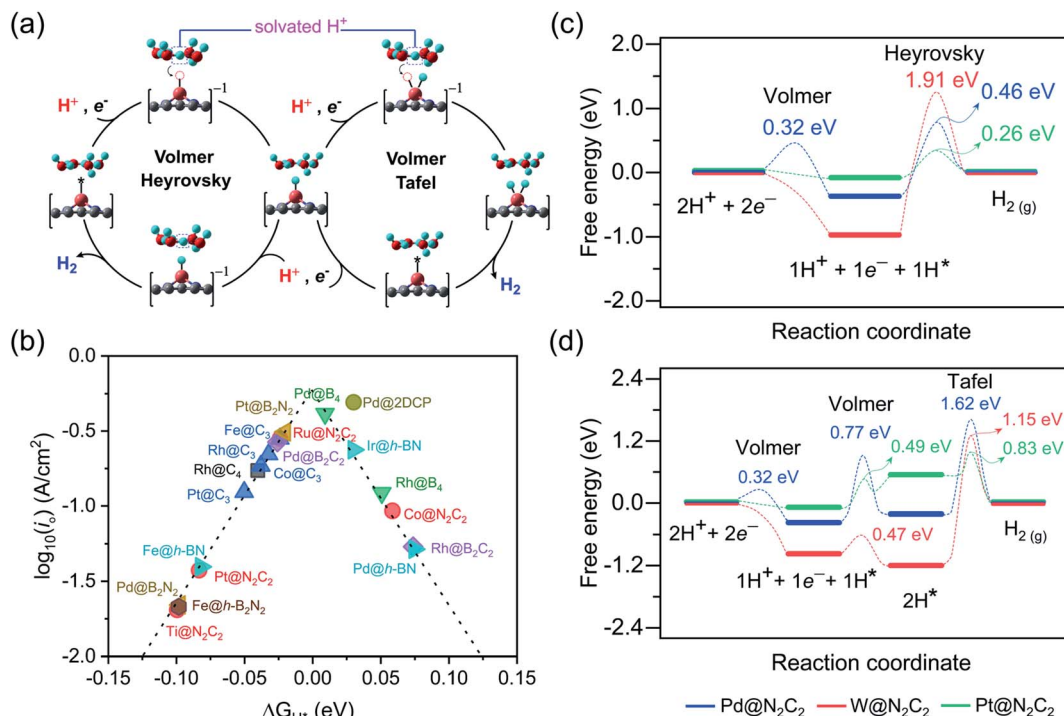 (a)
solvated H⁺
-1
-1
H⁺ , e⁻
H⁺ , e⁻
*
Volmer
Heyrovsky
Volmer
Tafel
-1
*
H₂
H⁺ , e⁻
H₂
(b)
log₁₀(iₒ) (A/cm²)
0.0
-0.5
-1.0
-1.5
-2.0
Pd@B₄
Pd@2DCP
Pt@B₂N₂
Fe@C₃
Ru@N₂C₂
Rh@C₃
Pd@B₂C₂
Ir@h-BN
Rh@C₄
Co@C₃
Pt@C₃
Rh@B₄
Co@N₂C₂
Fe@h-BN
Rh@B₂C₂
Pt@N₂C₂
Pd@h-BN
Pd@B₂N₂
Fe@h-B₂N₂
Ti@N₂C₂
-0.15 -0.10 -0.05 0.00 0.05 0.10 0.15
ΔG_H* (eV)
(c)
Free energy (eV)
2.0
1.0
0.0
-1.0
-2.0
Heyrovsky
1.91 eV
Volmer
0.46 eV
0.32 eV
0.26 eV
2H⁺ + 2e⁻
H₂ (g)
1H⁺ + 1e⁻ + 1H*
Reaction coordinate
(d)
Free energy (eV)
2.4
1.2
0.0
-1.2
-2.4
Tafel
Volmer
1.62 eV
Volmer
0.77 eV
1.15 eV
0.49 eV
0.83 eV
0.32 eV
2H⁺ + 2e⁻
0.47 eV
H₂ (g)
1H⁺ + 1e⁻ + 1H*
2H*
Reaction coordinate
Pd@N₂C₂ W@N₂C₂ Pt@N₂C₂